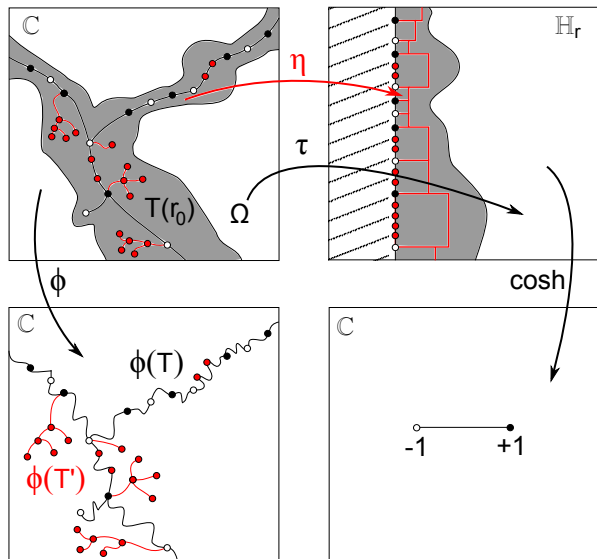 ℂ
η
T(r₀)
Ω
ϕ
ℍᵣ
τ
cosh
ℂ
ϕ(T)
ϕ(T')
ℂ
-1 +1